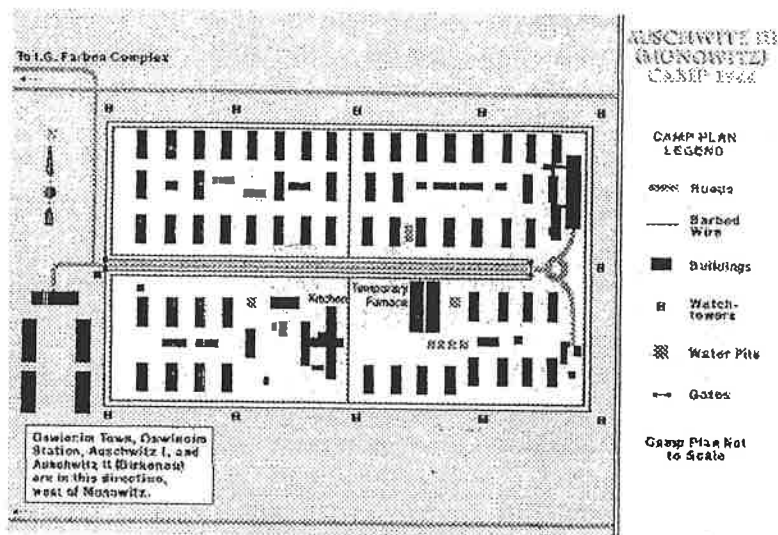 To I.G. Farben Complex
AUSCHWITZ III
(MONOWITZ)
CAMP 1944
CAMP PLAN
LEGEND
Roads
Barbed
Wire
Buildings
Watch-
towers
Water Pits
Gates
Camp Plan Not
to Scale
Kitchen
Temporary
Furnace
Oswiecim Town, Oswiecim
Station, Auschwitz I, and
Auschwitz II (Birkenau)
are in this direction,
west of Monowitz.